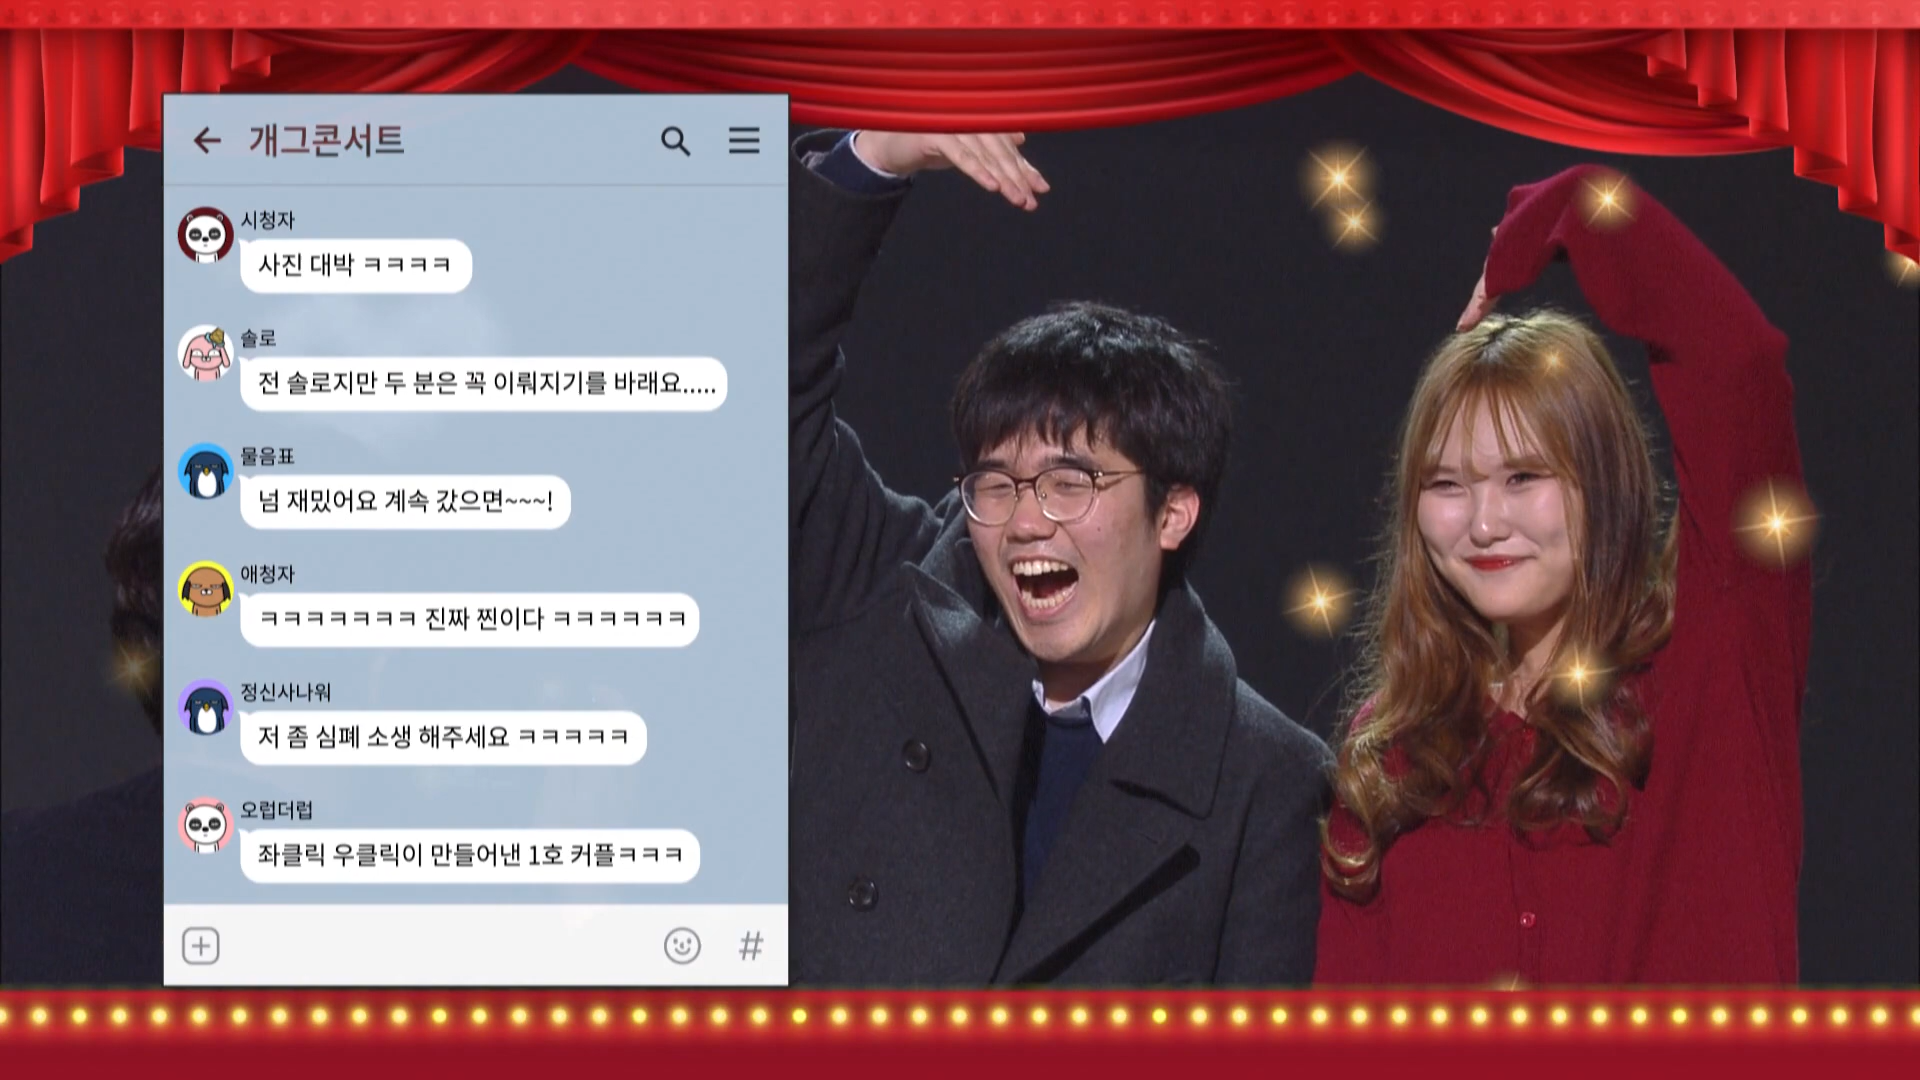 개그콘서트
시청자
사진 대박 ㅋㅋㅋㅋ
솔로
전 솔로지만 두 분은 꼭 이뤄지기를 바래요.....
물음표
넘 재밌어요 계속 갔으면~~~!
애청자
ㅋㅋㅋㅋㅋㅋㅋ 진짜 찐이다 ㅋㅋㅋㅋㅋㅋ
정신사나워
저 좀 심폐 소생 해주세요 ㅋㅋㅋㅋㅋ
오럽더럽
좌클릭 우클릭이 만들어낸 1호 커플ㅋㅋㅋ
#